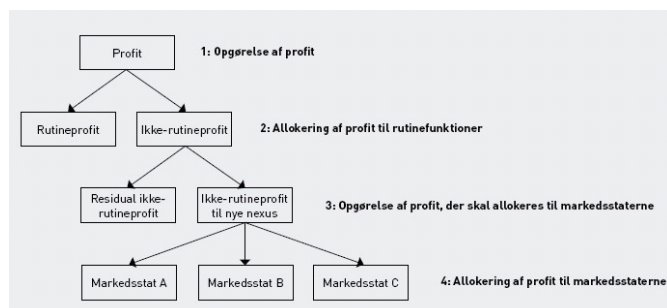 Profit
1: Opgørelse af profit
Rutineprofit
Ikke-rutineprofit
2: Allokering af profit til rutinefunktioner
Residual ikke-
rutineprofit
Ikke-rutineprofit
til nye nexus
3: Opgørelse af profit, der skal allokeres til markedsstaterne
Markedsstat A
Markedsstat B
Markedsstat C
4: Allokering af profit til markedsstaterne